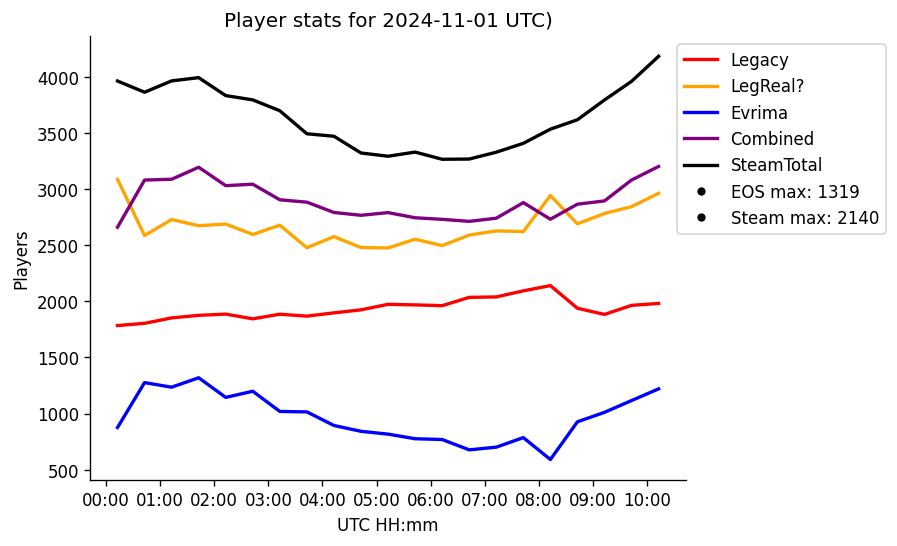 Player stats for 2024-11-01 UTC)
4000
3500
3000
2500
2000
1500
1000
500
Players
00:00 01:00 02:00 03:00 04:00 05:00 06:00 07:00 08:00 09:00 10:00
UTC HH:mm
Legacy
LegReal?
Evrima
Combined
SteamTotal
EOS max: 1319
Steam max: 2140